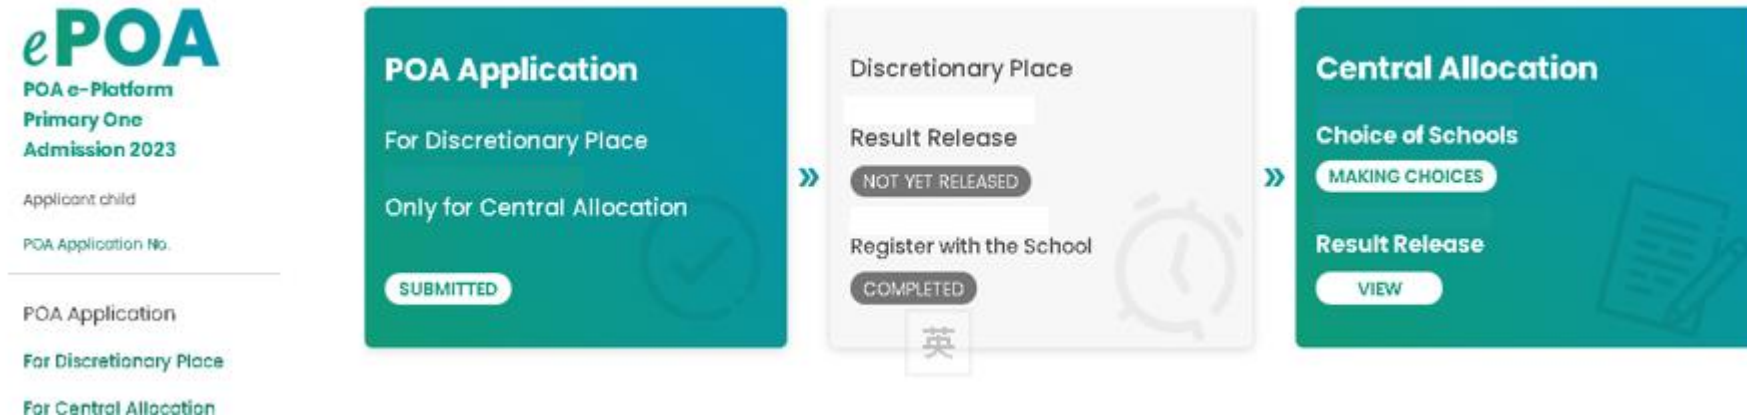 ePOA
POA e-Platform
Primary One
Admission 2023
Applicant child
POA Application No.
POA Application
For Discretionary Place
For Central Allocation
POA Application
For Discretionary Place
Only for Central Allocation
SUBMITTED
»
Discretionary Place
Result Release
NOT YET RELEASED
Register with the School
COMPLETED
英
»
Central Allocation
Choice of Schools
MAKING CHOICES
Result Release
VIEW